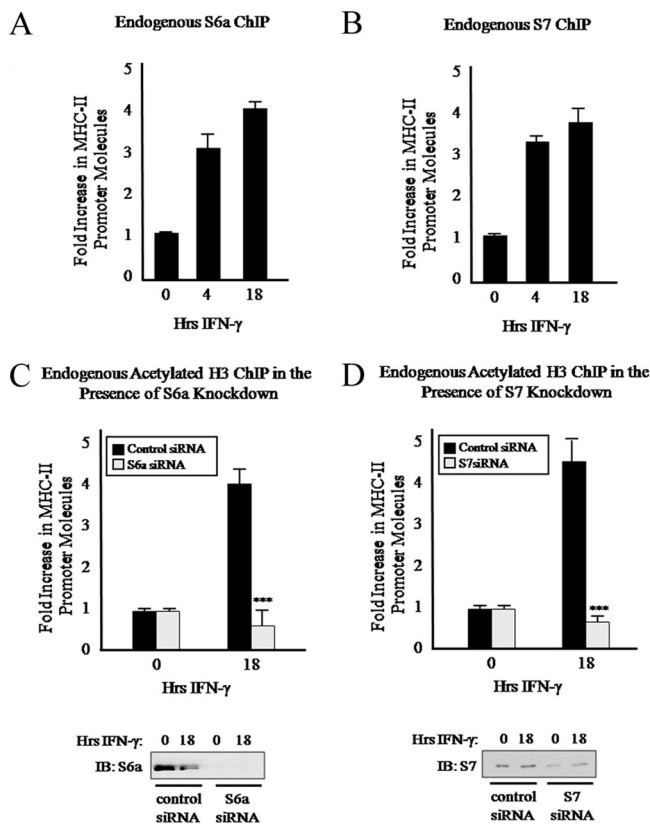 A
Endogenous S6a ChIP
Fold Increase in MHC-II
Promoter Molecules
5
4
3
2
1
0
0 4 18
Hrs IFN-γ
B
Endogenous S7 ChIP
Fold Increase in MHC-II
Promoter Molecules
5
4
3
2
1
0
0 4 18
Hrs IFN-γ
C
Endogenous Acetylated H3 ChIP in the
Presence of S6a Knockdown
Fold Increase in MHC-II
Promoter Molecules
5
4
3
2
1
0
Control siRNA
S6a siRNA
***
0 18
Hrs IFN-γ
Hrs IFN-γ: 0 18 0 18
IB: S6a
control S6a
siRNA siRNA
D
Endogenous Acetylated H3 ChIP in the
Presence of S7 Knockdown
Fold Increase in MHC-II
Promoter Molecules
5
4
3
2
1
0
Control siRNA
S7siRNA
***
0 18
Hrs IFN-γ
Hrs IFN-γ: 0 18 0 18
IB: S7
control S7
siRNA siRNA